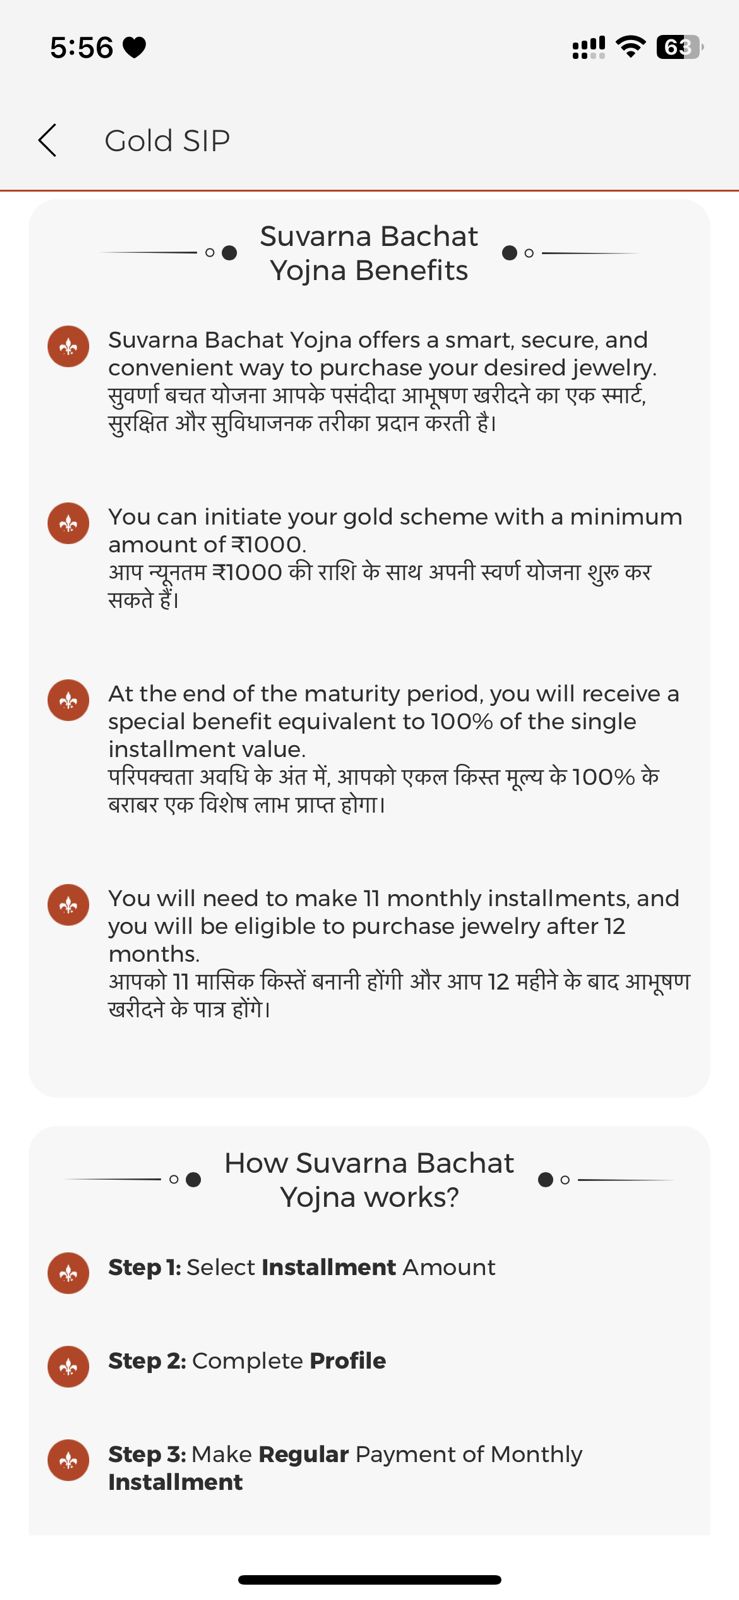 5:56
63
Gold SIP
Suvarna Bachat
Yojna Benefits
Suvarna Bachat Yojna offers a smart, secure, and
convenient way to purchase your desired jewelry.
सुवर्णा बचत योजना आपके पसंदीदा आभूषण खरीदने का एक स्मार्ट,
सुरक्षित और सुविधाजनक तरीका प्रदान करती है।
You can initiate your gold scheme with a minimum
amount of ₹1000.
आप न्यूनतम ₹1000 की राशि के साथ अपनी स्वर्ण योजना शुरू कर
सकते हैं।
At the end of the maturity period, you will receive a
special benefit equivalent to 100% of the single
installment value.
परिपक्वता अवधि के अंत में, आपको एकल किस्त मूल्य के 100% के
बराबर एक विशेष लाभ प्राप्त होगा।
You will need to make 11 monthly installments, and
you will be eligible to purchase jewelry after 12
months.
आपको 11 मासिक किस्तें बनानी होंगी और आप 12 महीने के बाद आभूषण
खरीदने के पात्र होंगे।
How Suvarna Bachat
Yojna works?
Step 1: Select Installment Amount
Step 2: Complete Profile
Step 3: Make Regular Payment of Monthly
Installment